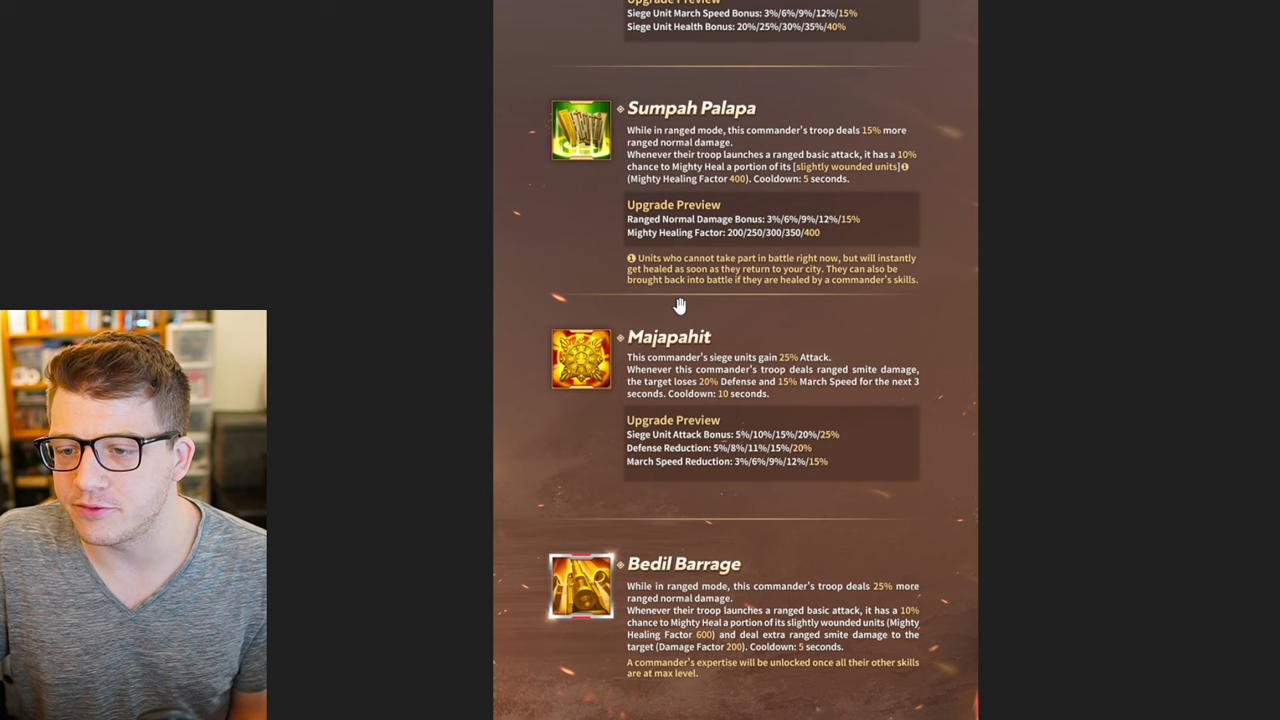 Upgrade Preview
Siege Unit March Speed Bonus: 3%/6%/9%/12%/15%
Siege Unit Health Bonus: 20%/25%/30%/35%/40%
Sumpah Palapa
While in ranged mode, this commander's troop deals 15% more
ranged normal damage.
Whenever their troop launches a ranged basic attack, it has a 10%
chance to Mighty Heal a portion of its [slightly wounded units]❶
(Mighty Healing Factor 400). Cooldown: 5 seconds.
Upgrade Preview
Ranged Normal Damage Bonus: 3%/6%/9%/12%/15%
Mighty Healing Factor: 200/250/300/350/400
❶ Units who cannot take part in battle right now, but will instantly
get healed as soon as they return to your city. They can also be
brought back into battle if they are healed by a commander's skills.
Majapahit
This commander's siege units gain 25% Attack.
Whenever this commander's troop deals ranged smite damage,
the target loses 20% Defense and 15% March Speed for the next 3
seconds. Cooldown: 10 seconds.
Upgrade Preview
Siege Unit Attack Bonus: 5%/10%/15%/20%/25%
Defense Reduction: 5%/8%/11%/15%/20%
March Speed Reduction: 3%/6%/9%/12%/15%
Bedil Barrage
While in ranged mode, this commander's troop deals 25% more
ranged normal damage.
Whenever their troop launches a ranged basic attack, it has a 10%
chance to Mighty Heal a portion of its slightly wounded units (Mighty
Healing Factor 600) and deal extra ranged smite damage to the
target (Damage Factor 200). Cooldown: 5 seconds.
A commander's expertise will be unlocked once all their other skills
are at max level.